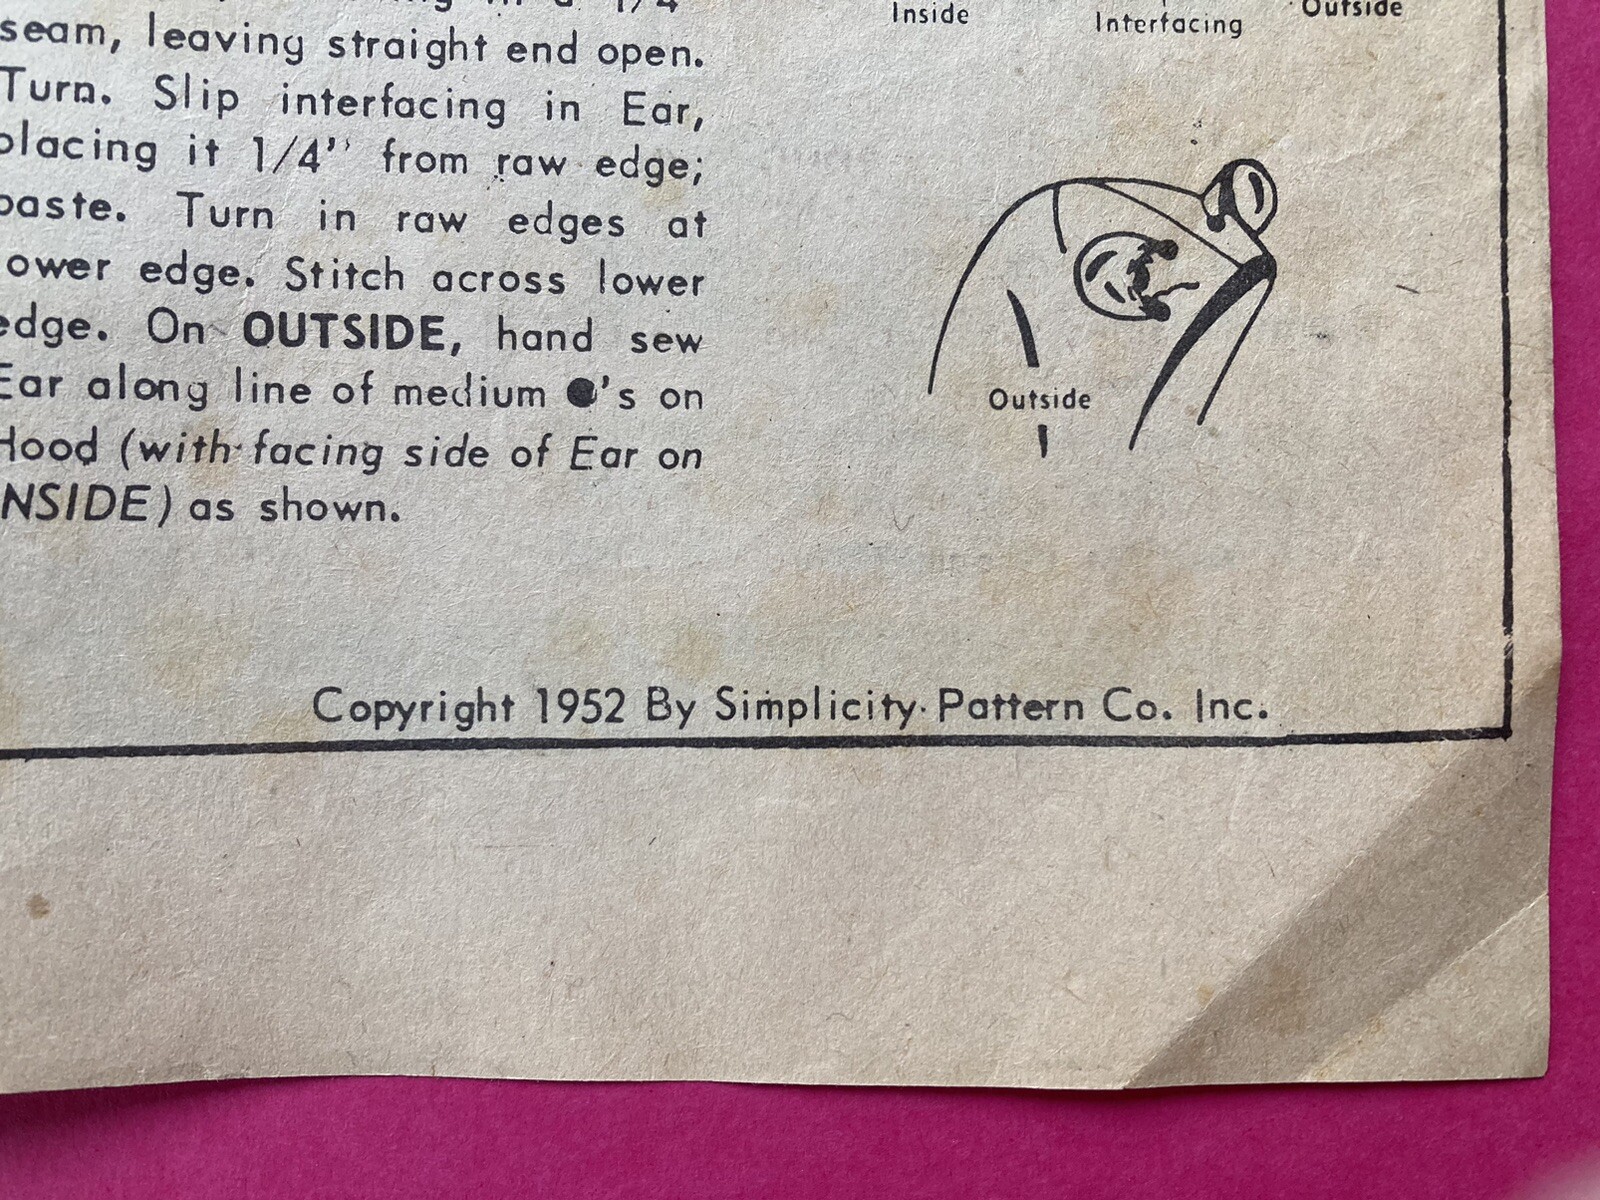 seam, leaving straight end open.
Turn. Slip interfacing in Ear,
placing it 1/4" from raw edge;
paste. Turn in raw edges at
ower edge. Stitch across lower
edge. On OUTSIDE, hand sew
Ear along line of medium ●'s on
Hood (with facing side of Ear on
NSIDE) as shown.
Inside
Interfacing
Outside
Outside
Copyright 1952 By Simplicity Pattern Co. Inc.